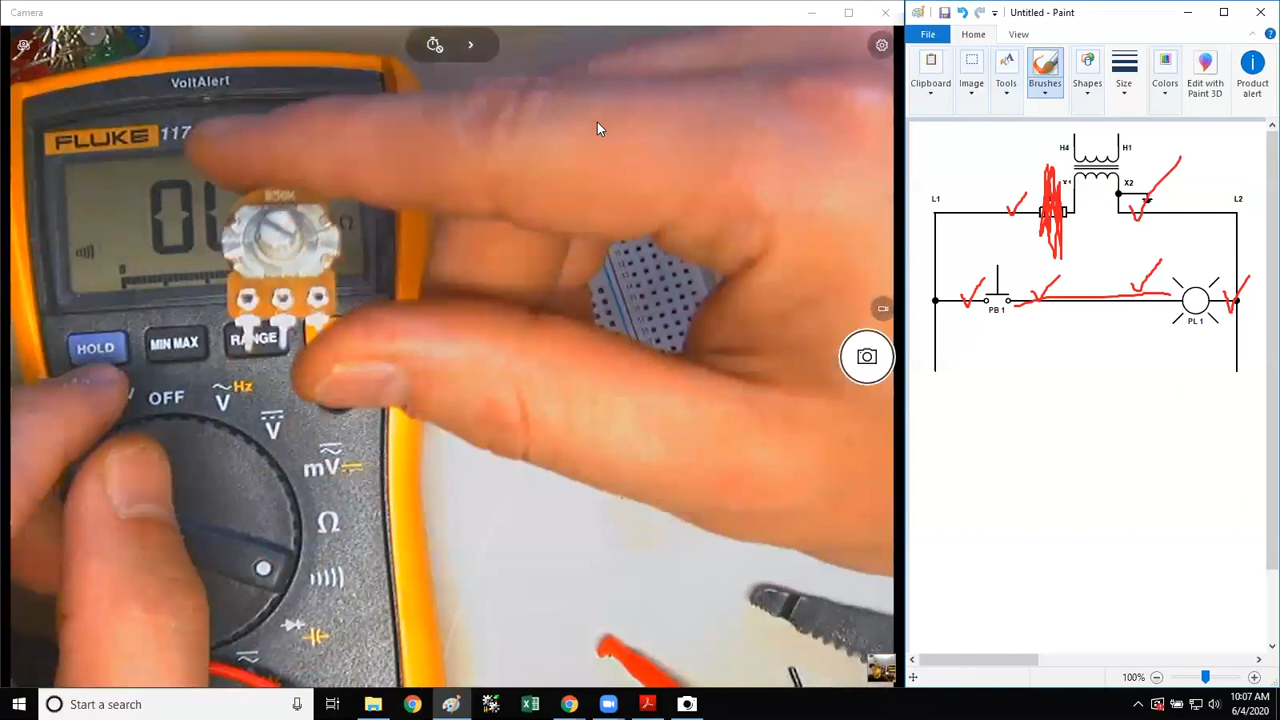 Camera
Untitled - Paint
File
Home
View
Clipboard
Image
Tools
Brushes
Shapes
Size
Colors
Edit with
Paint 3D
Product
alert
VoltAlert
FLUKE 117
B50K
HOLD
MIN MAX
RANGE
OFF
Hz
V
V
mV
Ω
H4
H1
X1
X2
L1
L2
PB 1
PL 1
100%
Start a search
10:07 AM
6/4/2020